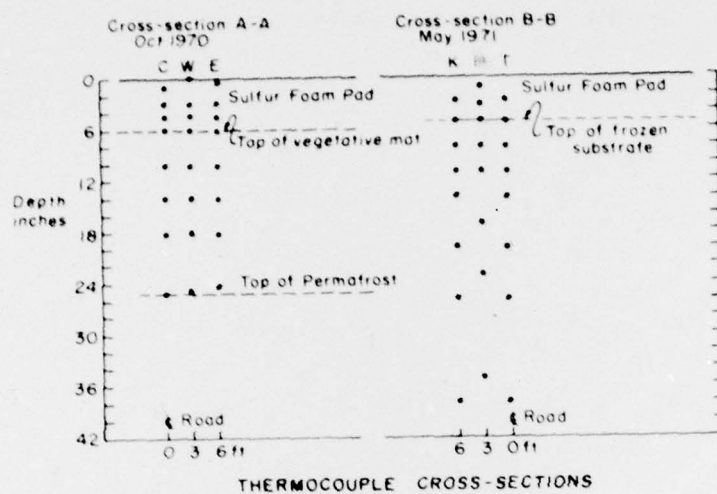 Cross-section A-A
Oct 1970
Cross-section B-B
May 1971
C W E
K T
0
Sulfur Foam Pad
Sulfur Foam Pad
6
Top of vegetative mat
Top of frozen
substrate
12
Depth
inches
18
24
Top of Permafrost
30
36
Road
Road
42
0 3 6 ft
6 3 0 ft
THERMOCOUPLE CROSS-SECTIONS